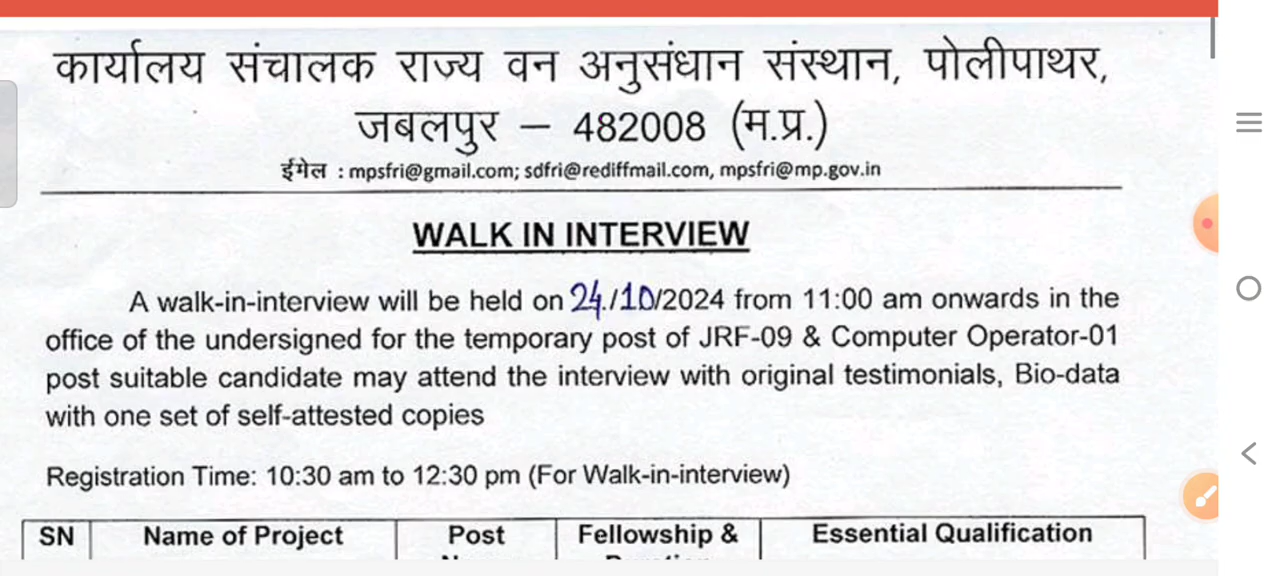 कार्यालय संचालक राज्य वन अनुसंधान संस्थान, पोलीपाथर,
जबलपुर – 482008 (म.प्र.)
ईमेल : mpsfri@gmail.com; sdfri@rediffmail.com, mpsfri@mp.gov.in
WALK IN INTERVIEW
A walk-in-interview will be held on 24/10/2024 from 11:00 am onwards in the
office of the undersigned for the temporary post of JRF-09 & Computer Operator-01
post suitable candidate may attend the interview with original testimonials, Bio-data
with one set of self-attested copies
Registration Time: 10:30 am to 12:30 pm (For Walk-in-interview)
SN Name of Project Post Fellowship & Essential Qualification